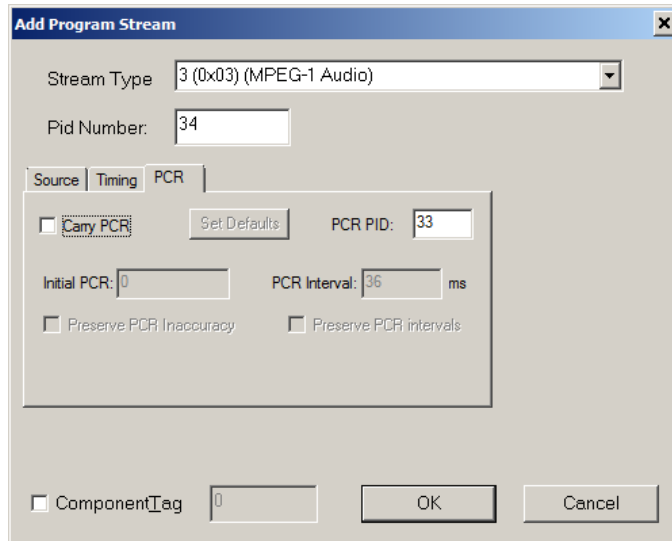 Add Program Stream
Stream Type 3 (0x03) (MPEG-1 Audio)
Pid Number: 34
Source Timing PCR
Carry PCR Set Defaults PCR PID: 33
Initial PCR: 0 PCR Interval: 36 ms
Preserve PCR Inaccuracy Preserve PCR intervals
ComponentTag 0 OK Cancel